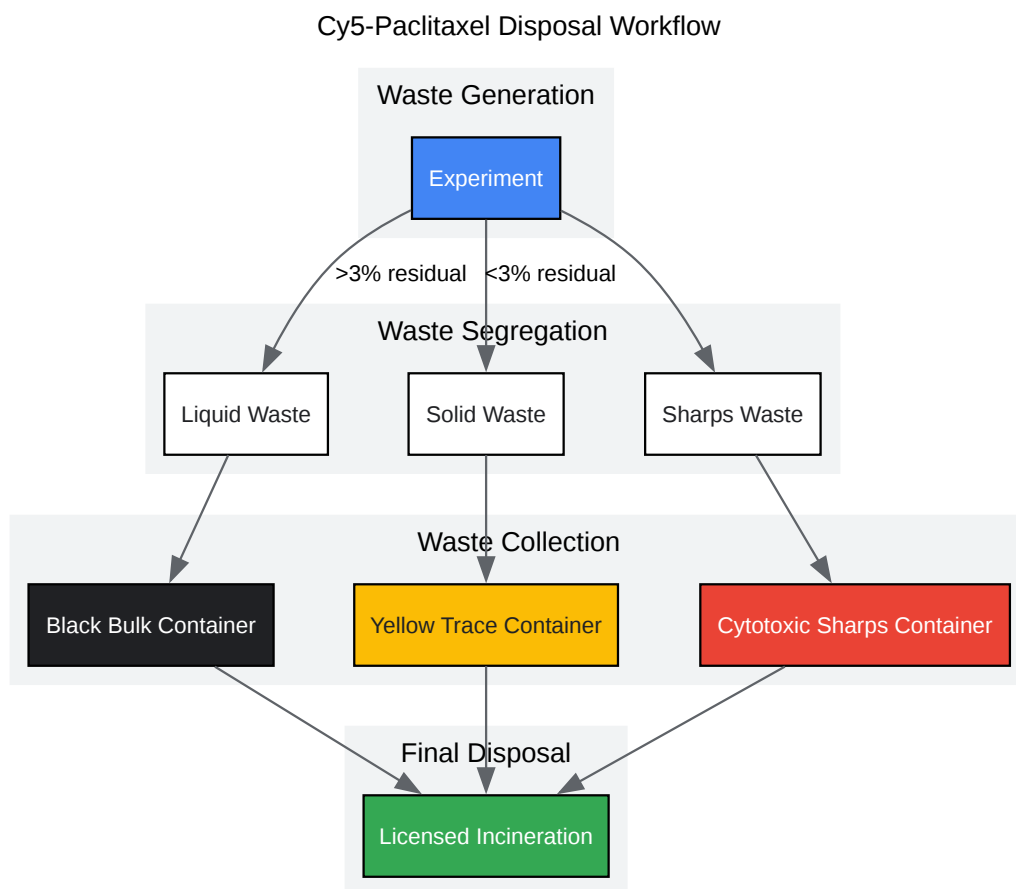 Cy5-Paclitaxel Disposal Workflow
Waste Generation
Experiment
>3% residual
<3% residual
Waste Segregation
Liquid Waste
Solid Waste
Sharps Waste
Waste Collection
Black Bulk Container
Yellow Trace Container
Cytotoxic Sharps Container
Final Disposal
Licensed Incineration